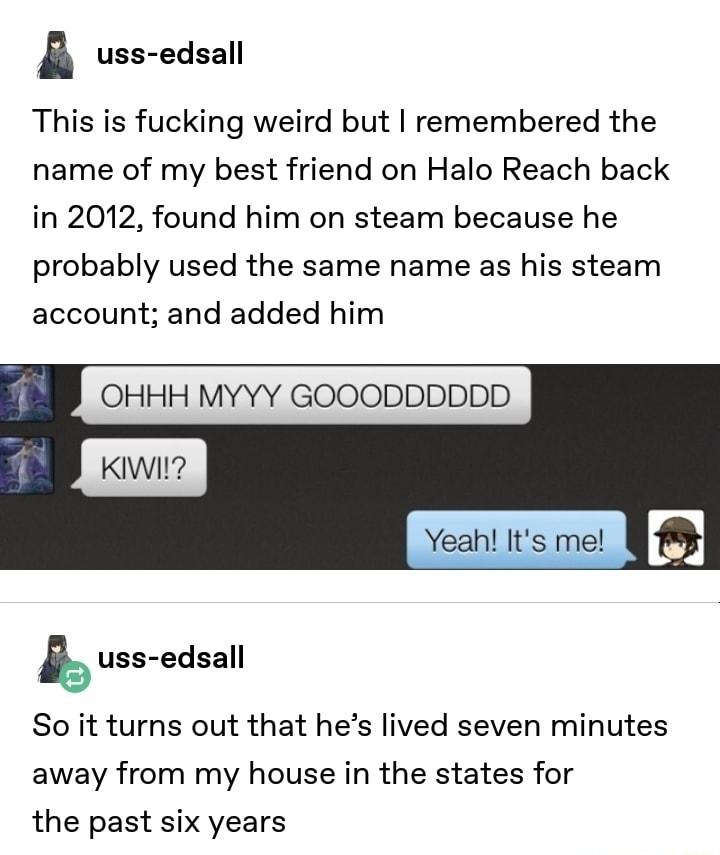 uss-edsall
This is fucking weird but I remembered the
name of my best friend on Halo Reach back
in 2012, found him on steam because he
probably used the same name as his steam
account; and added him
OHHH MYYY GOOODDDDDD
KIWI!?
Yeah! It's me!
uss-edsall
So it turns out that he’s lived seven minutes
away from my house in the states for
the past six years